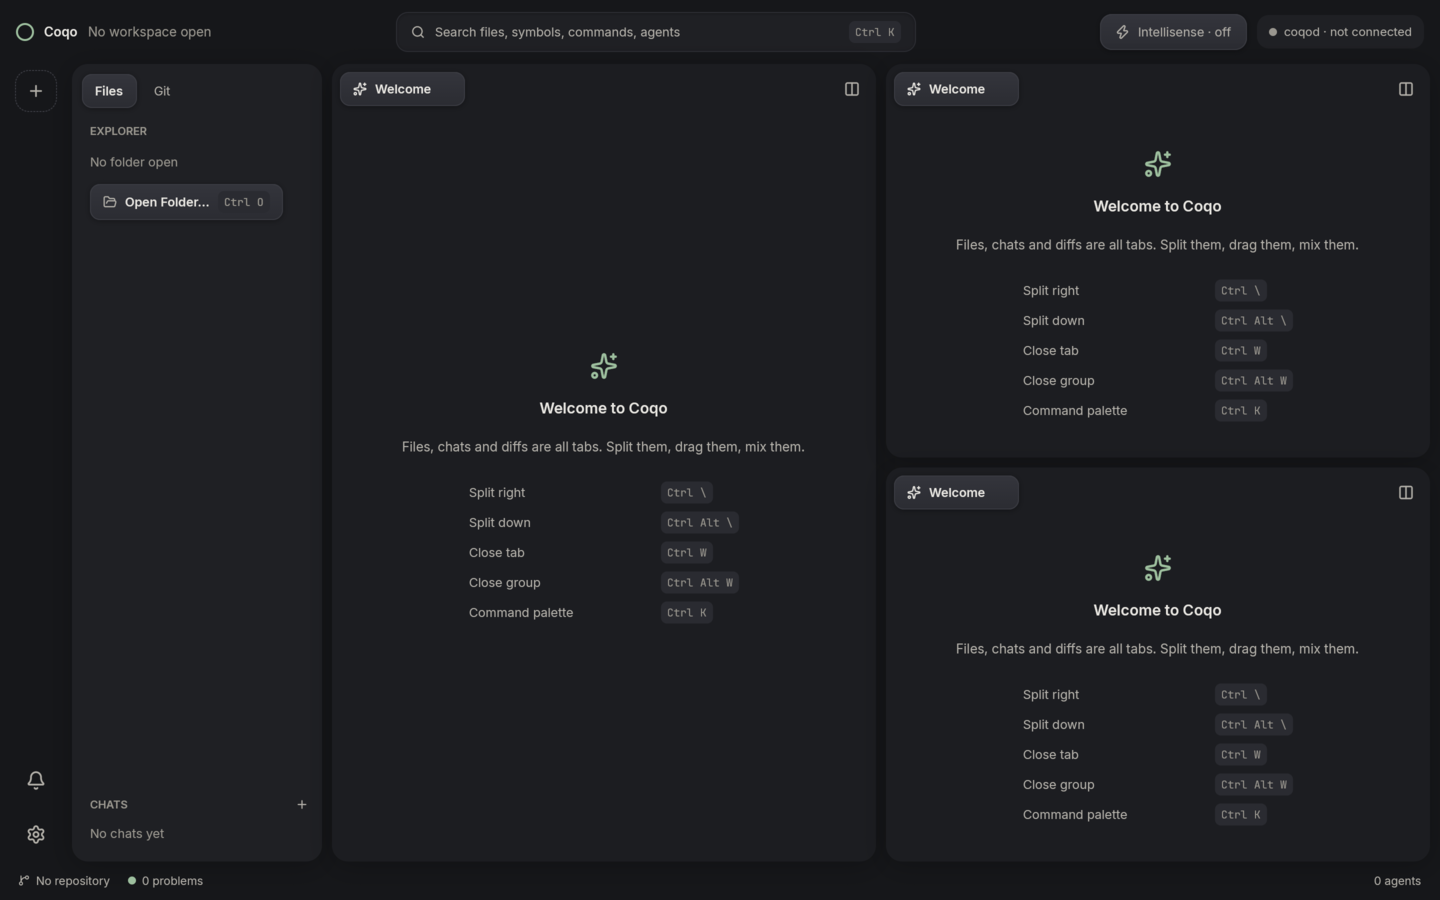 Coqo No workspace open
Search files, symbols, commands, agents Ctrl K
Intellisense · off
coqod · not connected
Files Git
EXPLORER
No folder open
Open Folder... Ctrl O
CHATS +
No chats yet
Welcome
Welcome to Coqo
Files, chats and diffs are all tabs. Split them, drag them, mix them.
Split right Ctrl \
Split down Ctrl Alt \
Close tab Ctrl W
Close group Ctrl Alt W
Command palette Ctrl K
Welcome
Welcome to Coqo
Files, chats and diffs are all tabs. Split them, drag them, mix them.
Split right Ctrl \
Split down Ctrl Alt \
Close tab Ctrl W
Close group Ctrl Alt W
Command palette Ctrl K
Welcome
Welcome to Coqo
Files, chats and diffs are all tabs. Split them, drag them, mix them.
Split right Ctrl \
Split down Ctrl Alt \
Close tab Ctrl W
Close group Ctrl Alt W
Command palette Ctrl K
No repository 0 problems
0 agents